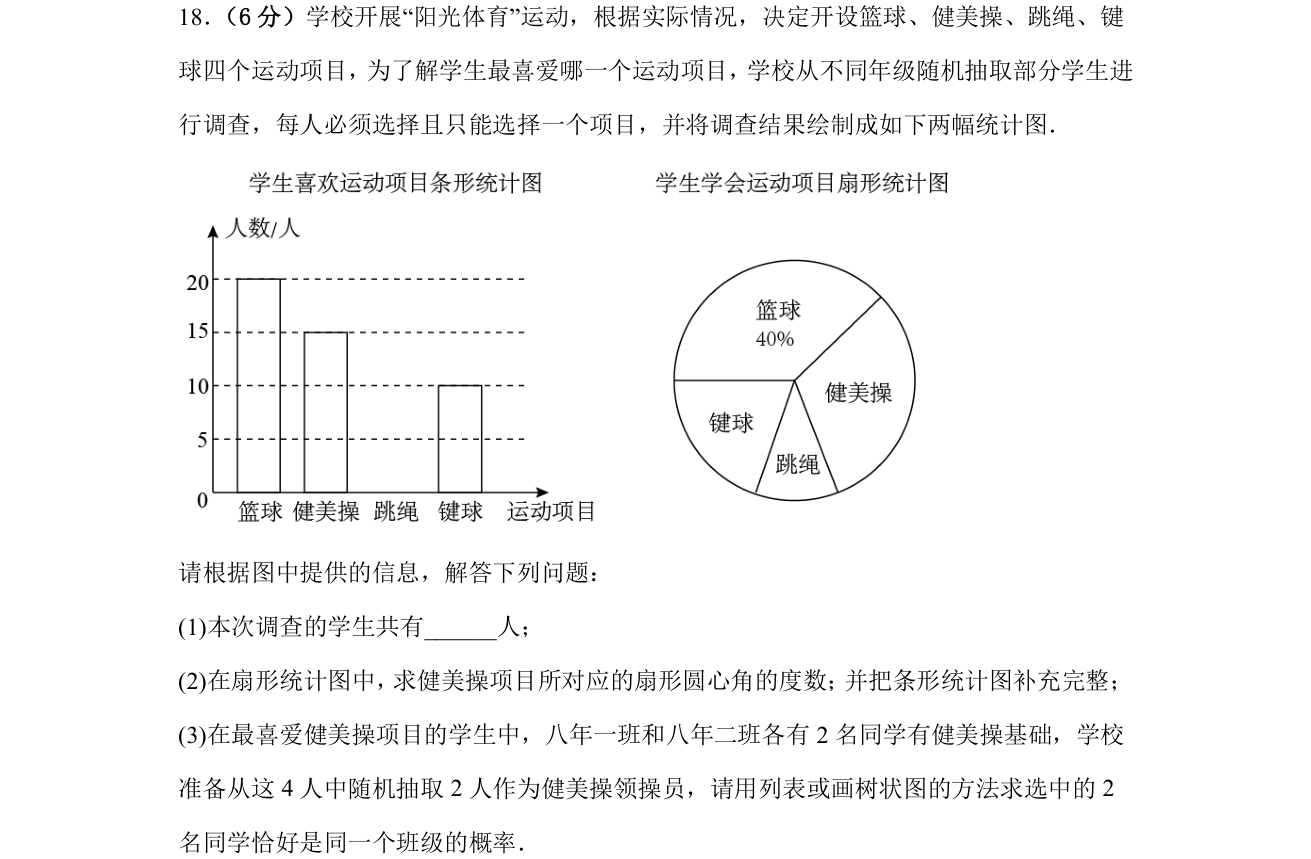 18.（6 分）学校开展“阳光体育”运动，根据实际情况，决定开设篮球、健美操、跳绳、键
球四个运动项目，为了解学生最喜爱哪一个运动项目，学校从不同年级随机抽取部分学生进
行调查，每人必须选择且只能选择一个项目，并将调查结果绘制成如下两幅统计图．
学生喜欢运动项目条形统计图
人数/人
20
15
10
5
0
篮球 健美操 跳绳 键球 运动项目
学生学会运动项目扇形统计图
篮球
40%
健美操
键球
跳绳
请根据图中提供的信息，解答下列问题：
(1)本次调查的学生共有______人；
(2)在扇形统计图中，求健美操项目所对应的扇形圆心角的度数；并把条形统计图补充完整；
(3)在最喜爱健美操项目的学生中，八年一班和八年二班各有 2 名同学有健美操基础，学校
准备从这 4 人中随机抽取 2 人作为健美操领操员，请用列表或画树状图的方法求选中的 2
名同学恰好是同一个班级的概率．